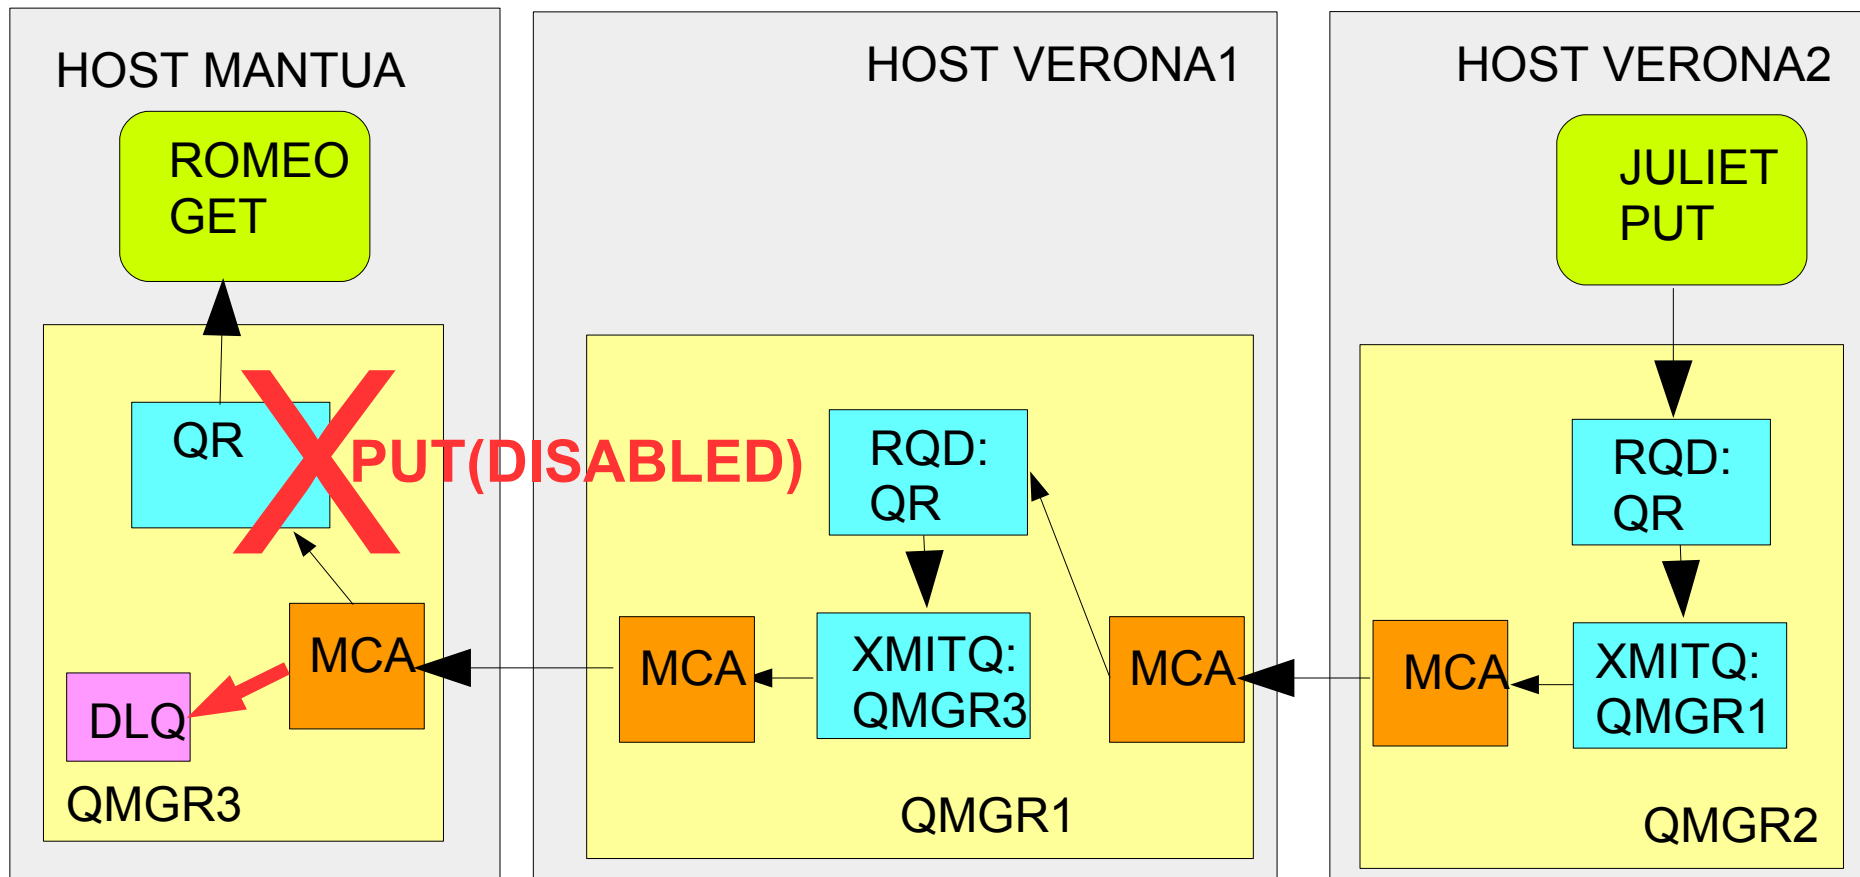 HOST MANTUA
ROMEO
GET
QR
PUT(DISABLED)
MCA
DLQ
QMGR3
HOST VERONA1
RQD:
QR
MCA
XMITQ:
QMGR3
MCA
QMGR1
HOST VERONA2
JULIET
PUT
RQD:
QR
MCA
XMITQ:
QMGR1
QMGR2